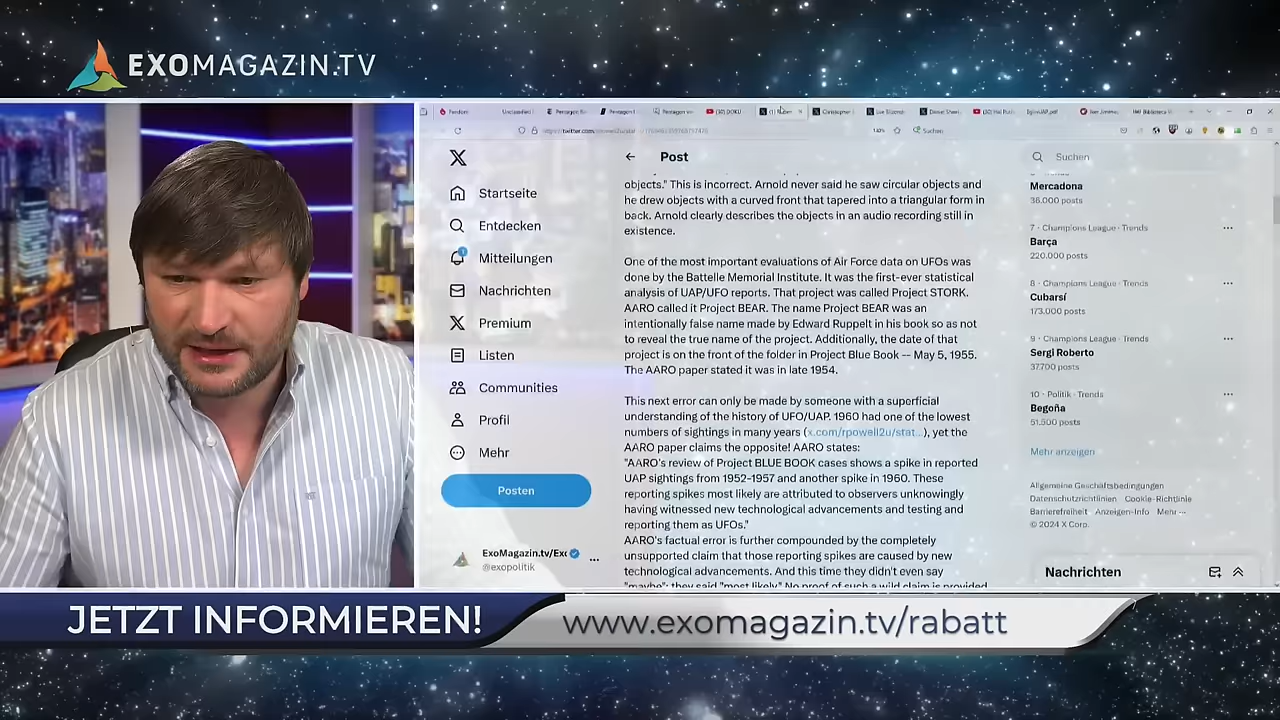 EXOMAGAZIN.TV
Suchen
X
Startseite
Entdecken
1
Mitteilungen
Nachrichten
Premium
Listen
Communities
Profil
Mehr
Posten
ExoMagazin.tv/Exo
@exopolitik
Post
objects." This is incorrect. Arnold never said he saw circular objects and
he drew objects with a curved front that tapered into a triangular form in
back. Arnold clearly describes the objects in an audio recording still in
existence.
One of the most important evaluations of Air Force data on UFOs was
done by the Battelle Memorial Institute. It was the first-ever statistical
analysis of UAP/UFO reports. That project was called Project STORK.
AARO called it Project BEAR. The name Project BEAR was an
intentionally false name made by Edward Ruppelt in his book so as not
to reveal the true name of the project. Additionally, the date of that
project is on the front of the folder in Project Blue Book -- May 5, 1955.
The AARO paper stated it was in late 1954.
This next error can only be made by someone with a superficial
understanding of the history of UFO/UAP. 1960 had one of the lowest
numbers of sightings in many years (x.com/rpowell2u/stat...), yet the
AARO paper claims the opposite! AARO states:
"AARO's review of Project BLUE BOOK cases shows a spike in reported
UAP sightings from 1952-1957 and another spike in 1960. These
reporting spikes most likely are attributed to observers unknowingly
having witnessed new technological advancements and testing and
reporting them as UFOs."
AARO's factual error is further compounded by the completely
unsupported claim that those reporting spikes are caused by new
technological advancements. And this time they didn't even say
"maybe"; they said "most likely." No proof of such a wild claim is provided
Suchen
Mercadona
36.000 posts
7 · Champions League · Trends
Barça
220.000 posts
8 · Champions League · Trends
Cubarsí
173.000 posts
9 · Champions League · Trends
Sergi Roberto
37.700 posts
10 · Politik · Trends
Begoña
51.500 posts
Mehr anzeigen
Allgemeine Geschäftsbedingungen
Datenschutzrichtlinien Cookie-Richtlinie
Barrierefreiheit Anzeigen-Info Mehr ...
© 2024 X Corp.
Nachrichten
JETZT INFORMIEREN!
www.exomagazin.tv/rabatt